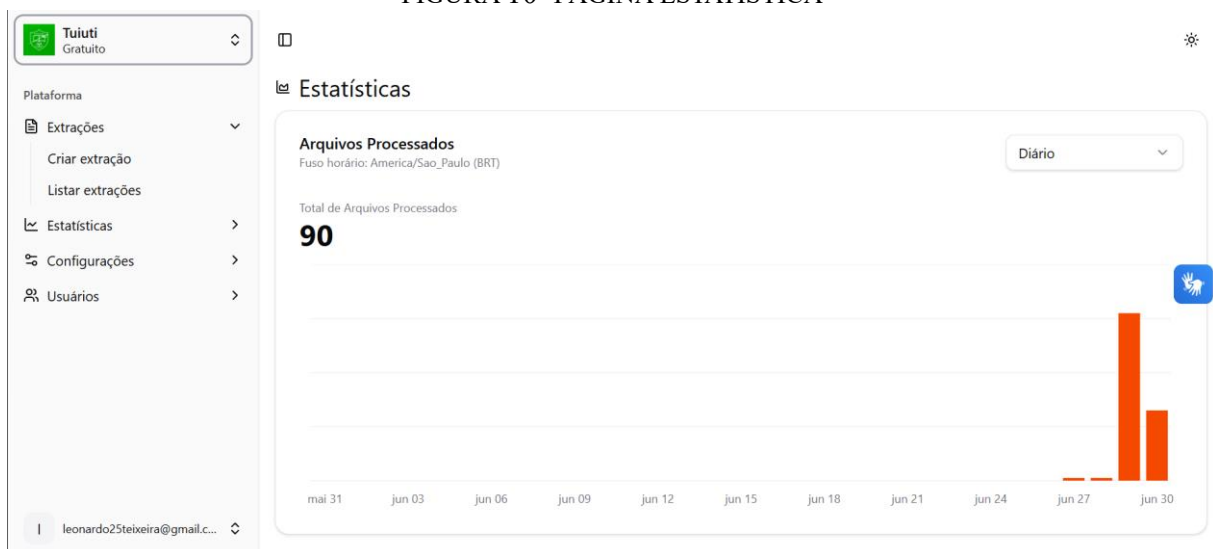 Tuiuti
Gratuito
Plataforma
Extrações
Criar extração
Listar extrações
Estatísticas
Configurações
Usuários
leonardo25teixeira@gmail.c...
Estatísticas
Arquivos Processados
Fuso horário: America/Sao_Paulo (BRT)
Diário
Total de Arquivos Processados
90
mai 31 jun 03 jun 06 jun 09 jun 12 jun 15 jun 18 jun 21 jun 24 jun 27 jun 30